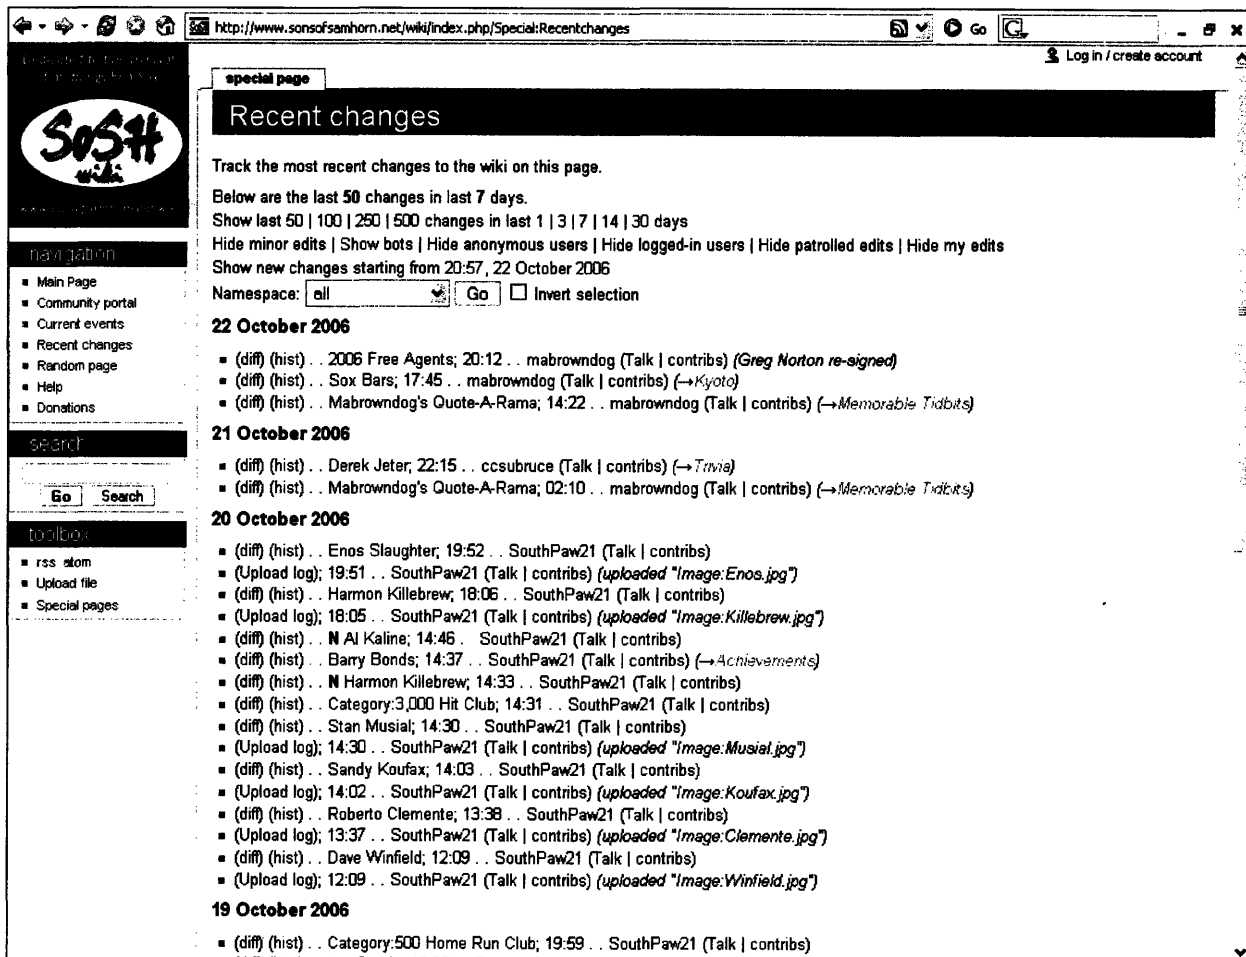 http://www.sonsofsamhorn.net/wiki/index.php/Special:Recentchanges
Go
G
Log in / create account
special page
SoSH
wiki
Recent changes
Track the most recent changes to the wiki on this page.
Below are the last 50 changes in last 7 days.
Show last 50 | 100 | 250 | 500 changes in last 1 | 3 | 7 | 14 | 30 days
Hide minor edits | Show bots | Hide anonymous users | Hide logged-in users | Hide patrolled edits | Hide my edits
Show new changes starting from 20:57, 22 October 2006
Namespace: all Go Invert selection
navigation
Main Page
Community portal
Current events
Recent changes
Random page
Help
Donations
search
Go Search
toolbox
rss atom
Upload file
Special pages
22 October 2006
(diff) (hist) . . 2006 Free Agents; 20:12 . . mabrowndog (Talk | contribs) (Greg Norton re-signed)
(diff) (hist) . . Sox Bars; 17:45 . . mabrowndog (Talk | contribs) (→Kyoto)
(diff) (hist) . . Mabrowndog's Quote-A-Rama; 14:22 . . mabrowndog (Talk | contribs) (→Memorable Tidbits)
21 October 2006
(diff) (hist) . . Derek Jeter; 22:15 . . ccsubruce (Talk | contribs) (→Trivia)
(diff) (hist) . . Mabrowndog's Quote-A-Rama; 02:10 . . mabrowndog (Talk | contribs) (→Memorable Tidbits)
20 October 2006
(diff) (hist) . . Enos Slaughter; 19:52 . . SouthPaw21 (Talk | contribs)
(Upload log); 19:51 . . SouthPaw21 (Talk | contribs) (uploaded "Image:Enos.jpg")
(diff) (hist) . . Harmon Killebrew; 18:06 . . SouthPaw21 (Talk | contribs)
(Upload log); 18:05 . . SouthPaw21 (Talk | contribs) (uploaded "Image:Killebrew.jpg")
(diff) (hist) . . N Al Kaline; 14:46 . SouthPaw21 (Talk | contribs)
(diff) (hist) . . Barry Bonds; 14:37 . . SouthPaw21 (Talk | contribs) (→Achievements)
(diff) (hist) . . N Harmon Killebrew; 14:33 . . SouthPaw21 (Talk | contribs)
(diff) (hist) . . Category:3,000 Hit Club; 14:31 . . SouthPaw21 (Talk | contribs)
(diff) (hist) . . Stan Musial; 14:30 . . SouthPaw21 (Talk | contribs)
(Upload log); 14:30 . . SouthPaw21 (Talk | contribs) (uploaded "Image:Musial.jpg")
(diff) (hist) . . Sandy Koufax; 14:03 . . SouthPaw21 (Talk | contribs)
(Upload log); 14:02 . . SouthPaw21 (Talk | contribs) (uploaded "Image:Koufax.jpg")
(diff) (hist) . . Roberto Clemente; 13:38 . . SouthPaw21 (Talk | contribs)
(Upload log); 13:37 . . SouthPaw21 (Talk | contribs) (uploaded "Image:Clemente.jpg")
(diff) (hist) . . Dave Winfield; 12:09 . . SouthPaw21 (Talk | contribs)
(Upload log); 12:09 . . SouthPaw21 (Talk | contribs) (uploaded "Image:Winfield.jpg")
19 October 2006
(diff) (hist) . . Category:500 Home Run Club; 19:59 . . SouthPaw21 (Talk | contribs)